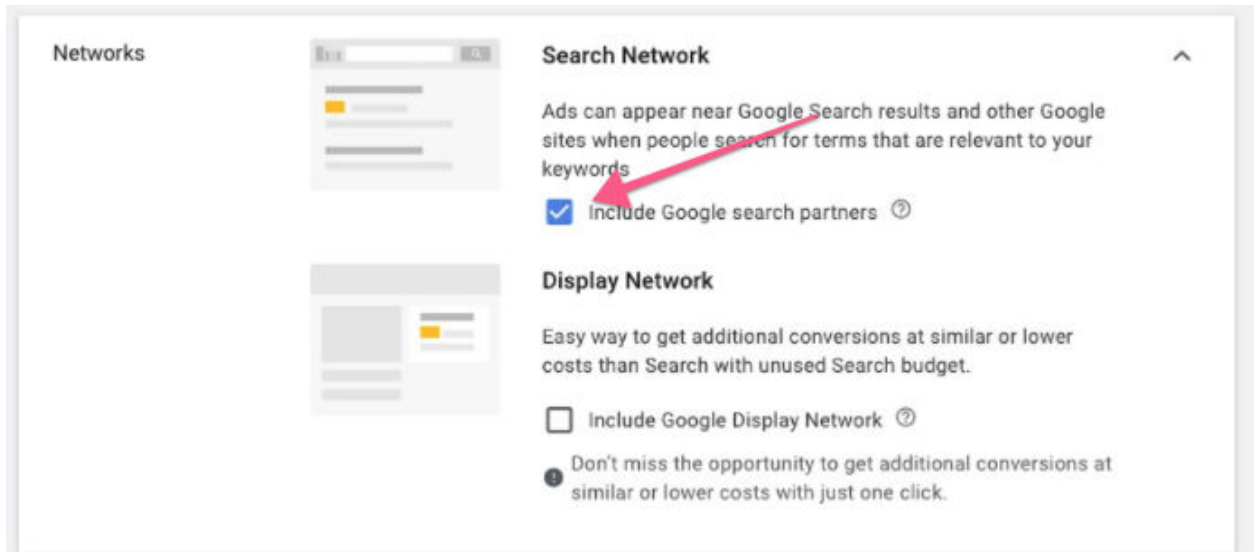 Networks
Search Network
Ads can appear near Google Search results and other Google
sites when people search for terms that are relevant to your
keywords
Include Google search partners
Display Network
Easy way to get additional conversions at similar or lower
costs than Search with unused Search budget.
Include Google Display Network
Don't miss the opportunity to get additional conversions at
similar or lower costs with just one click.